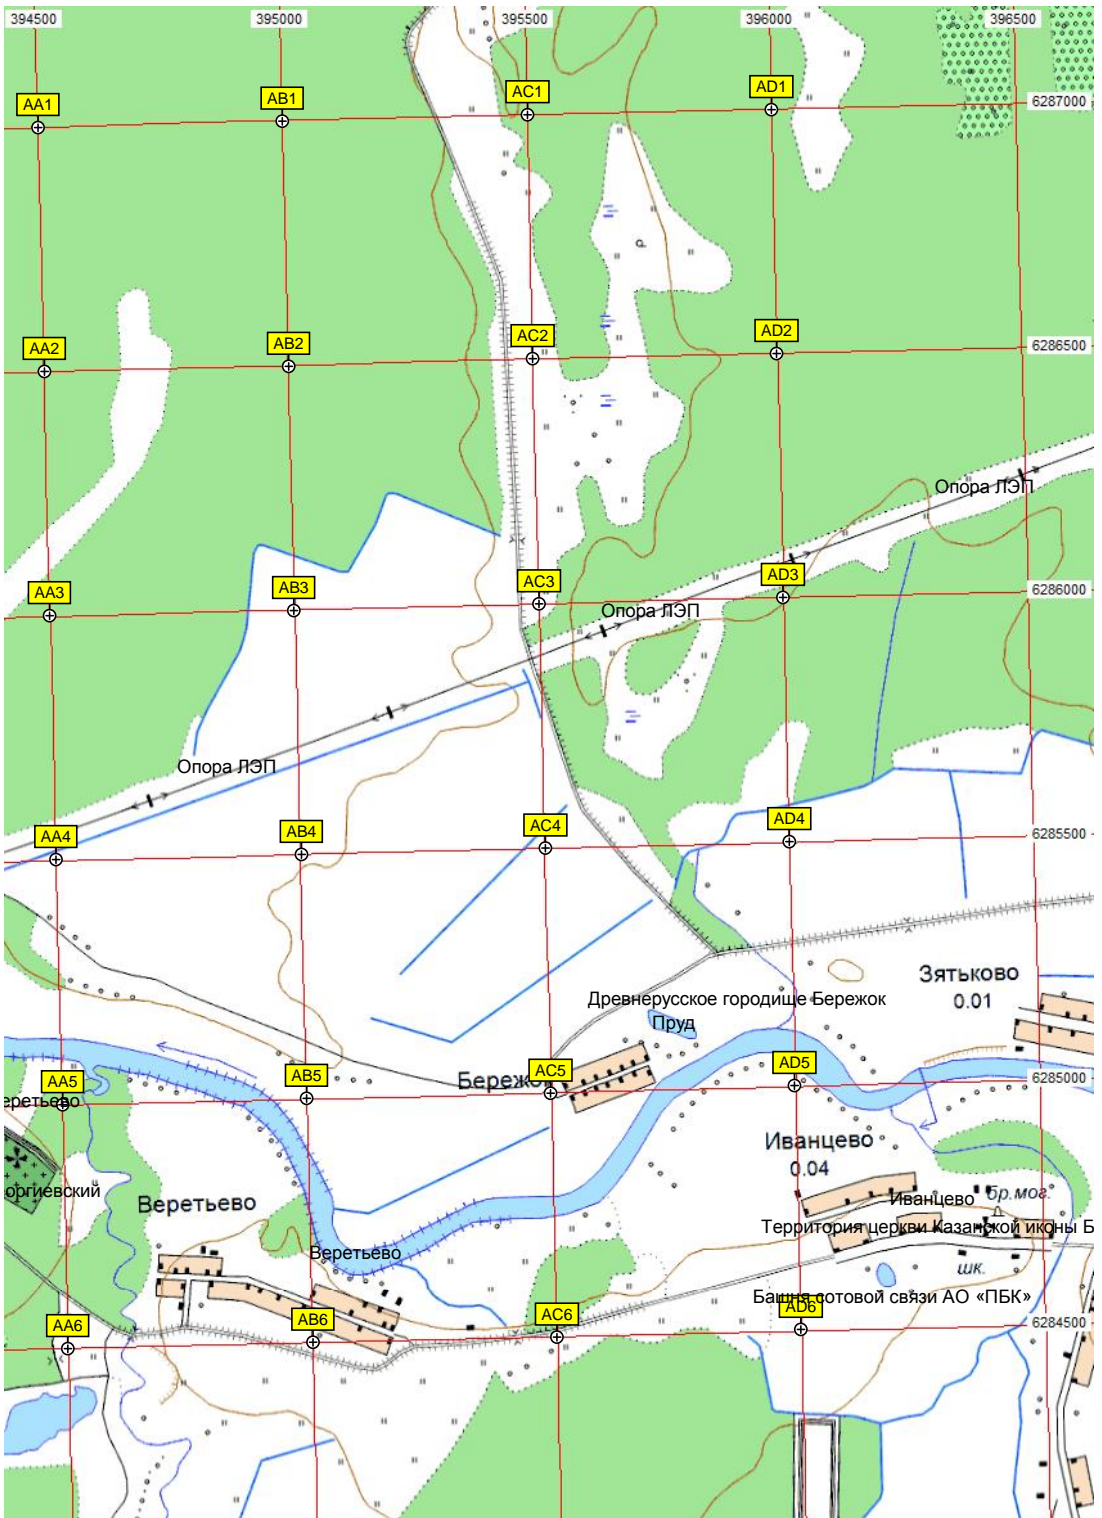 394500 395000 395500 396000 396500
AA1 AB1 AC1 AD1 6287000
AA2 AB2 AC2 AD2 6286500
Опора ЛЭП
AA3 AB3 AC3 AD3 6286000
Опора ЛЭП
Опора ЛЭП
AA4 AB4 AC4 AD4 6285500
Зятьково
0.01
Древнерусское городище Бережок
Пруд
AA5 AB5 AC5 AD5 6285000
Бережок
еретьево
Иванцево
0.04
оргиевский
Веретьево
Иванцево
бр.мог.
Территория церкви Казанской иконы Б
Веретьево
шк.
Башня сотовой связи АО «ПБК»
AA6 AB6 AC6 AD6 6284500